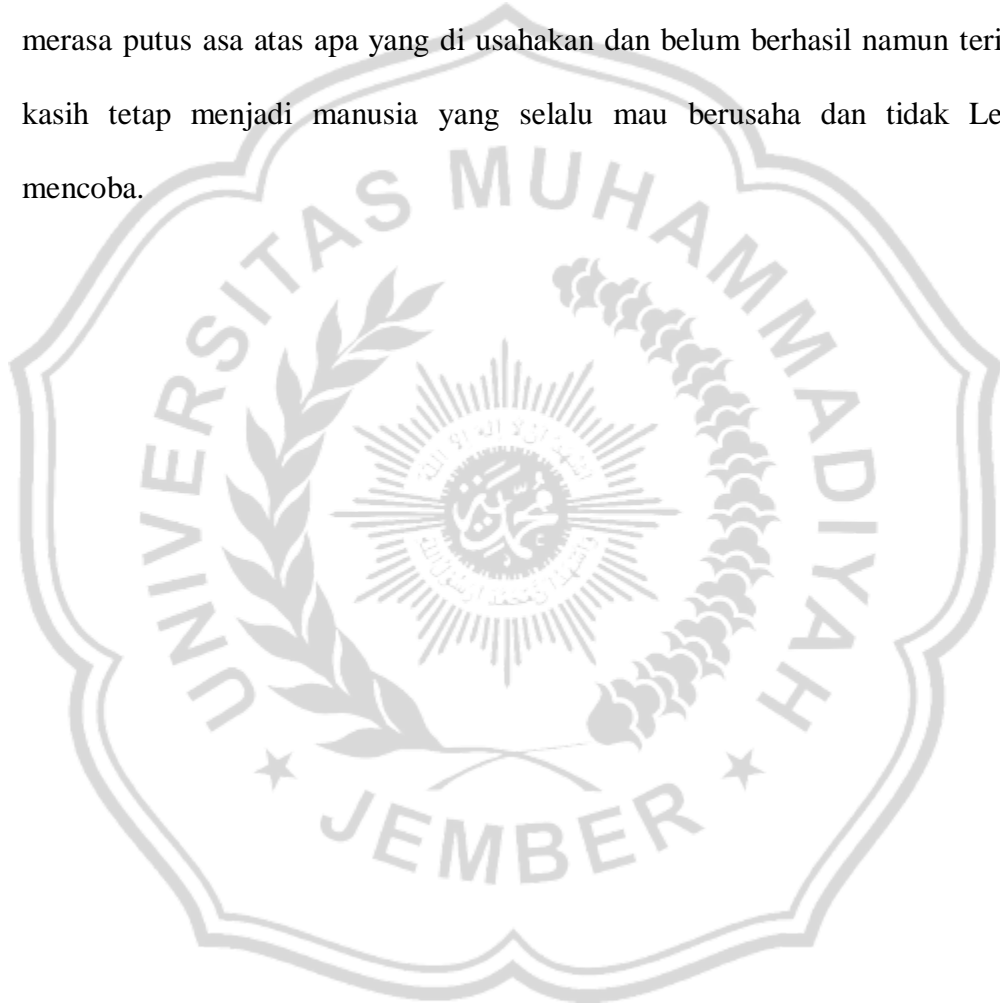 merasa putus asa atas apa yang di usahakan dan belum berhasil namun teri
kasih tetap menjadi manusia yang selalu mau berusaha dan tidak Le
mencoba.
UNIVERSITAS MUHAMMADIYAH
JEMBER